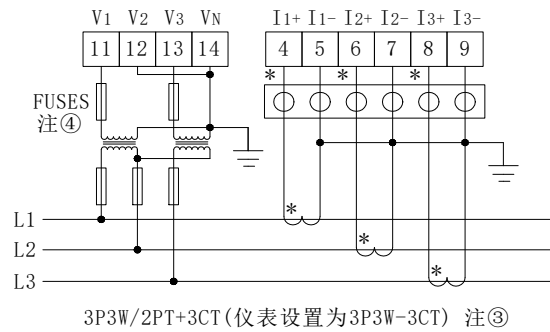 V1 V2 V3 VN I1+ I1- I2+ I2- I3+ I3-
11 12 13 14 4 5 6 7 8 9
* * *
FUSES
注④
*
L1
*
L2
*
L3
3P3W/2PT+3CT(仪表设置为3P3W-3CT) 注③